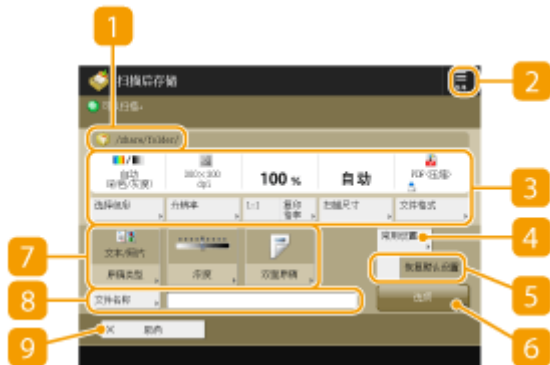 1
扫描后存储
2
可以扫描。
/share/folder/
自动
(彩色/灰度)
300×300
dpi
100 %
自动
PDF(压缩)
3
选择颜色
分辨率
1:1
复印
倍率
扫描尺寸
文件格式
常用设置
4
7
文本/照片
原稿类型
浓度
双面原稿
恢复默认设置
5
8
文件名称
选项
6
9
× 取消